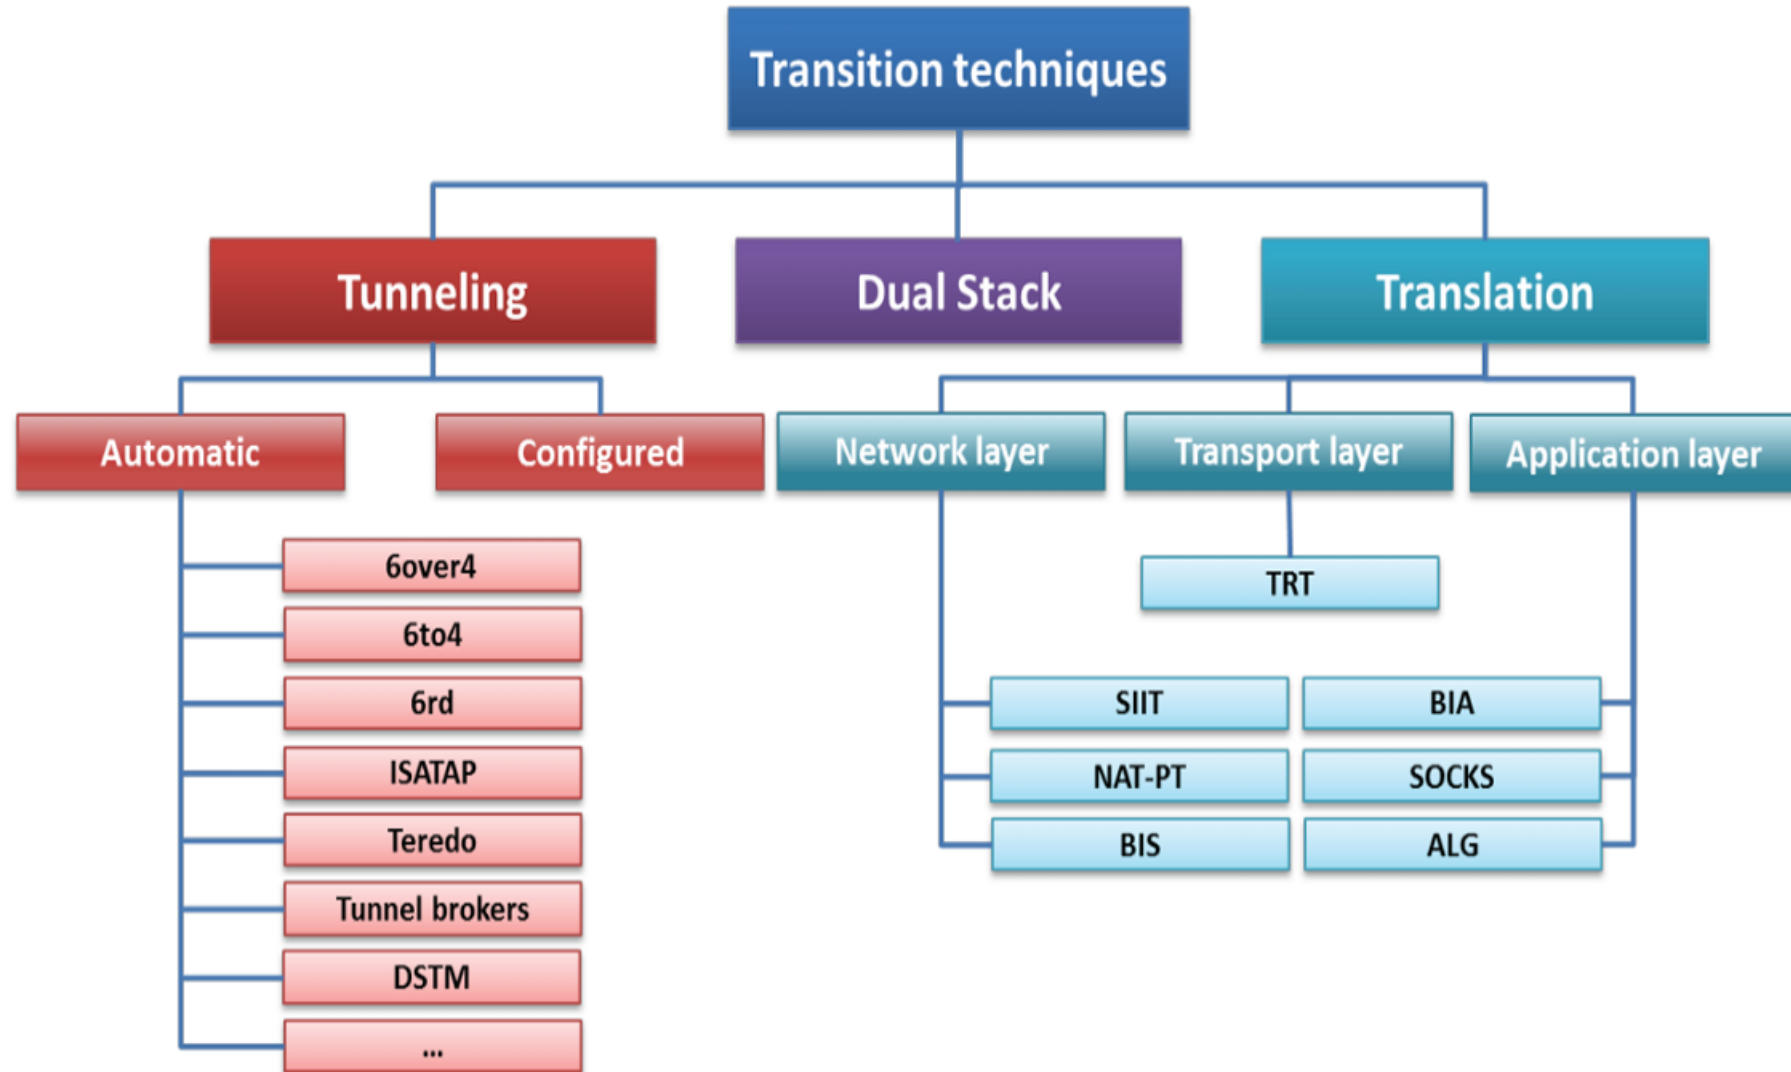 Transition techniques
Tunneling
Dual Stack
Translation
Automatic
Configured
Network layer
Transport layer
Application layer
6over4
6to4
6rd
ISATAP
Teredo
Tunnel brokers
DSTM
...
TRT
SIIT
BIA
NAT-PT
SOCKS
BIS
ALG